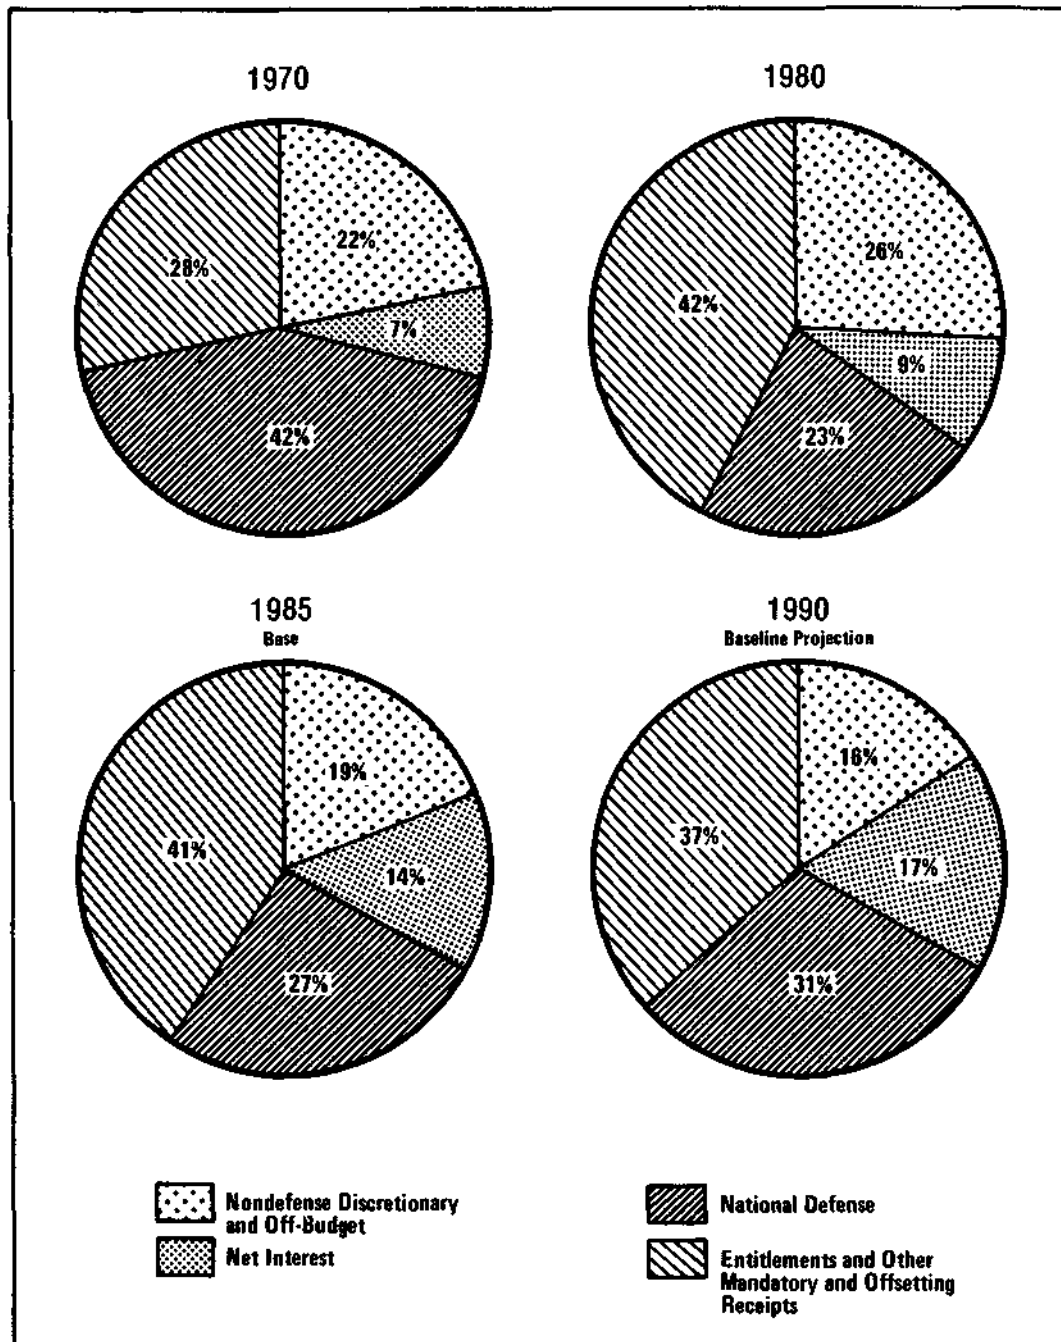 1970
22%
28%
7%
42%
1980
26%
42%
9%
23%
1985
Base
19%
41%
14%
27%
1990
Baseline Projection
16%
37%
17%
31%
Nondefense Discretionary
and Off-Budget
Net Interest
National Defense
Entitlements and Other
Mandatory and Offsetting
Receipts